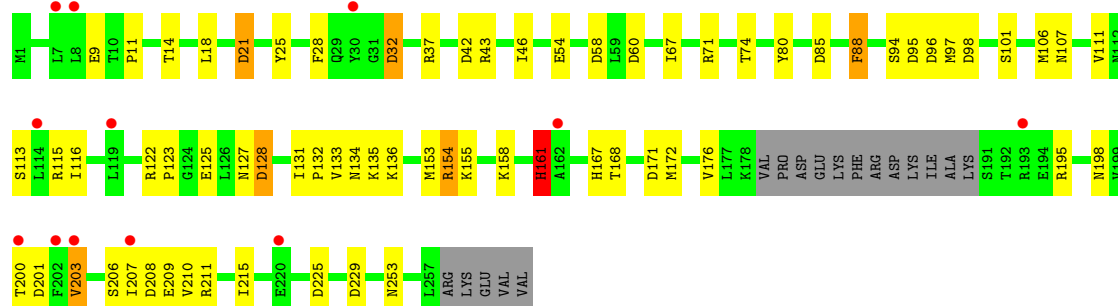 M1 L7 L8 E9 T10 P11 T14 L18 D21 Y25 F28 Q29 Y30 G31 D32 R37 D42 R43 I46 E54 D58 L59 D60 I67 R71 T74 Y80 D85 F88 S94 D95 D96 M97 D98 S101 M106 N107 V111 N112
S113 L114 R115 I116 L119 R122 P123 G124 E125 L126 N127 D128 I131 P132 V133 N134 K135 K136 M153 R154 K155 K158 H161 A162 H167 T168 D171 M172 V176 L177 K178 VAL PRO ASP GLU LYS PHE ARG ASP LYS ILE ALA LYS S191 T192 R193 E194 R195 N198 V199
T200 D201 F202 V203 S206 I207 D208 E209 V210 R211 I215 E220 D225 D229 N253 L257 ARG LYS GLU VAL VAL